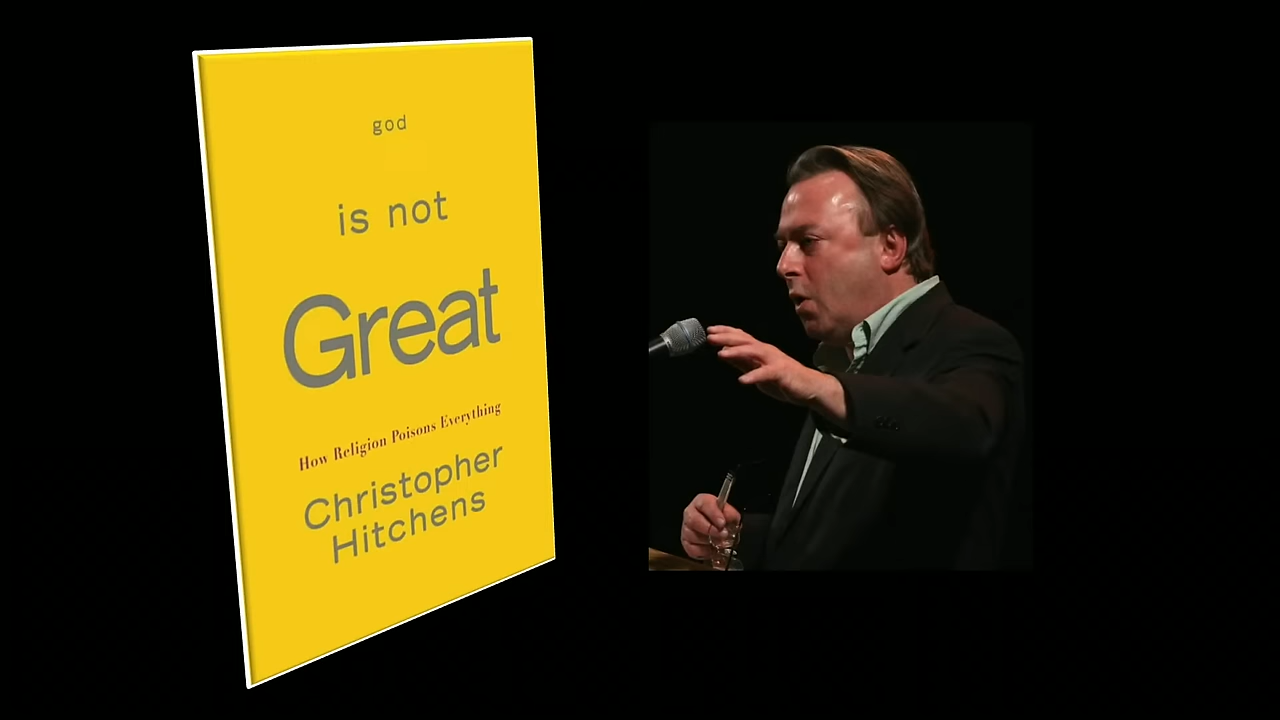 god
is not
Great
How Religion Poisons Everything
Christopher
Hitchens